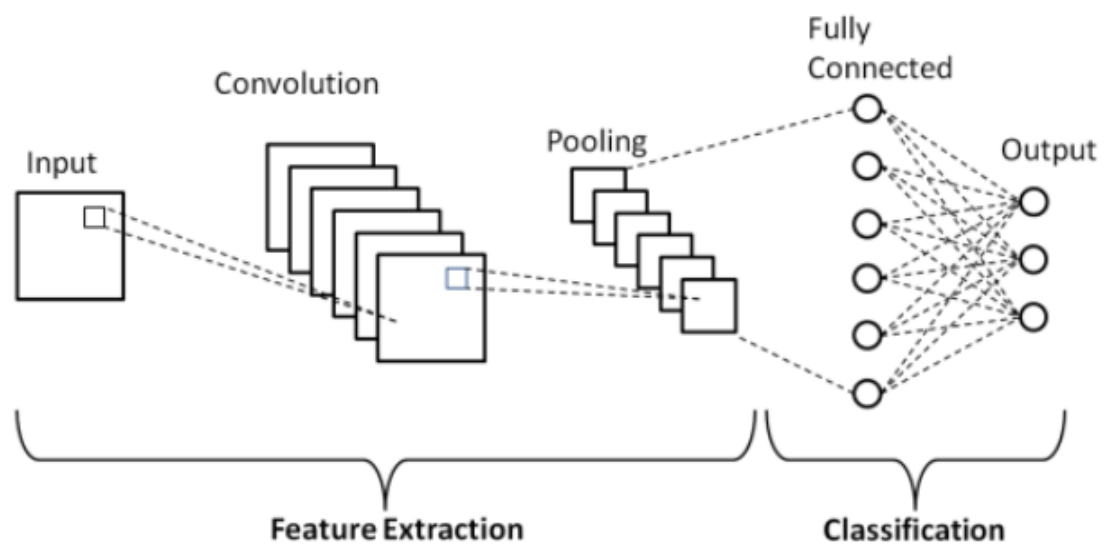 Input
Convolution
Pooling
Fully
Connected
Output
Feature Extraction
Classification